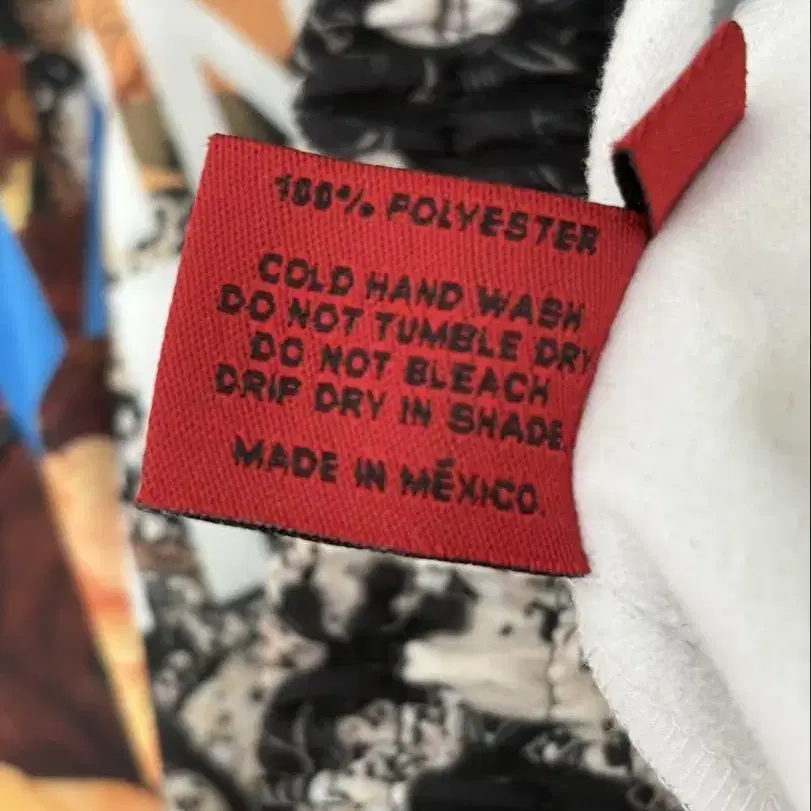 100% POLYESTER
COLD HAND WASH
DO NOT TUMBLE DRY
DO NOT BLEACH
DRIP DRY IN SHADE.
MADE IN MÉXICO.